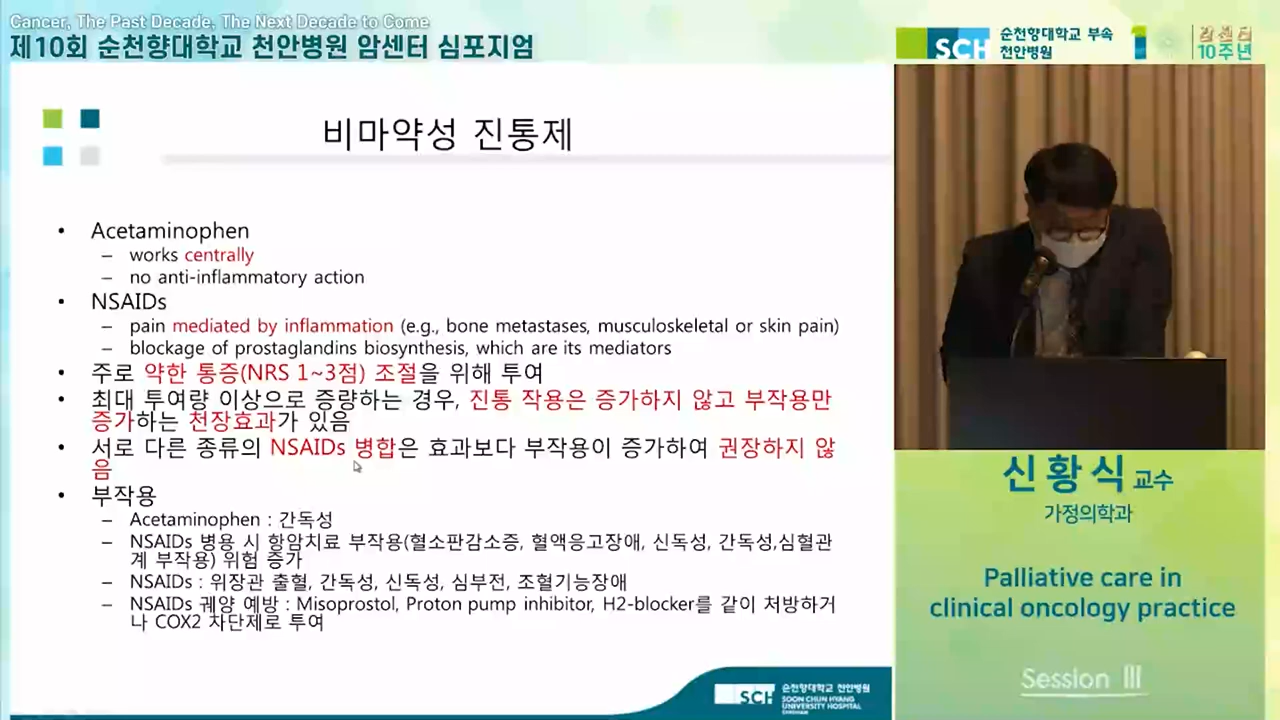 Cancer, The Past Decade, The Next Decade to Come
제10회 순천향대학교 천안병원 암센터 심포지엄
SCH 순천향대학교 부속
천안병원
암센터
10주년
비마약성 진통제
• Acetaminophen
– works centrally
– no anti-inflammatory action
• NSAIDs
– pain mediated by inflammation (e.g., bone metastases, musculoskeletal or skin pain)
– blockage of prostaglandins biosynthesis, which are its mediators
• 주로 약한 통증(NRS 1~3점) 조절을 위해 투여
• 최대 투여량 이상으로 증량하는 경우, 진통 작용은 증가하지 않고 부작용만
증가하는 천장효과가 있음
• 서로 다른 종류의 NSAIDs 병합은 효과보다 부작용이 증가하여 권장하지 않
음
• 부작용
– Acetaminophen : 간독성
– NSAIDs 병용 시 항암치료 부작용(혈소판감소증, 혈액응고장애, 신독성, 간독성,심혈관
계 부작용) 위험 증가
– NSAIDs : 위장관 출혈, 간독성, 신독성, 심부전, 조혈기능장애
– NSAIDs 궤양 예방 : Misoprostol, Proton pump inhibitor, H2-blocker를 같이 처방하거
나 COX2 차단제로 투여
SCH 순천향대학교 천안병원
SOON CHUN HYANG
UNIVERSITY HOSPITAL
CHEONAN
신황식 교수
가정의학과
Palliative care in
clinical oncology practice
Session Ⅲ